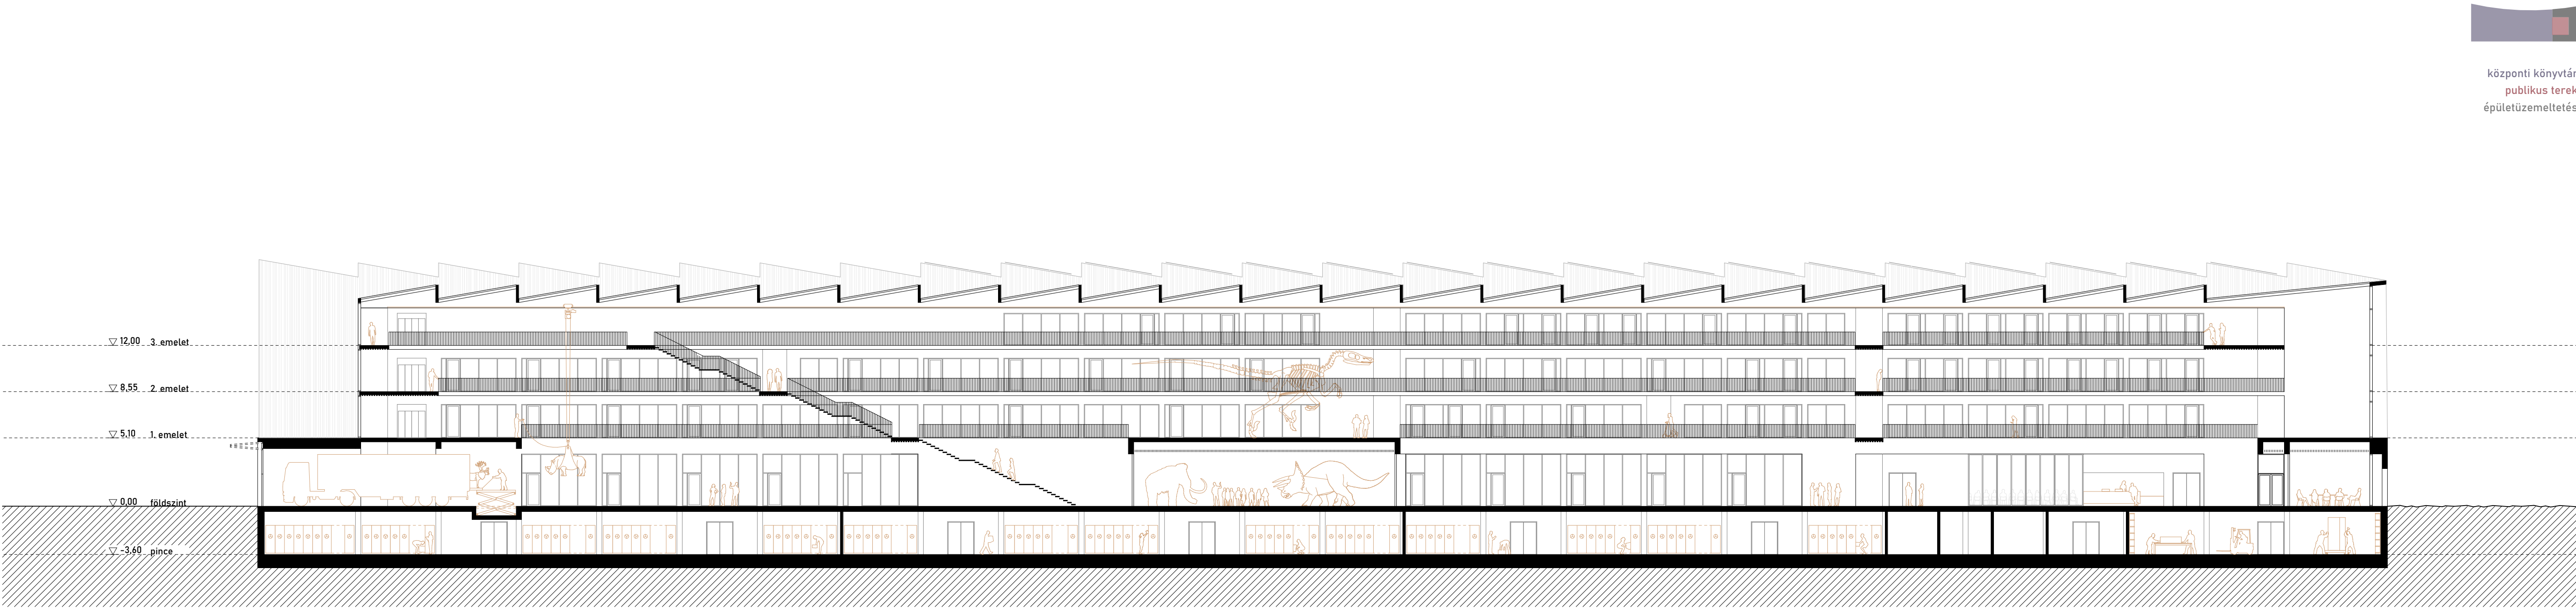 központi könyvtár
publikus terek
épületüzemeltetés
12,00 3. emelet
8,55 2. emelet
5,10 1. emelet
0,00 földszint
-3,60 pince